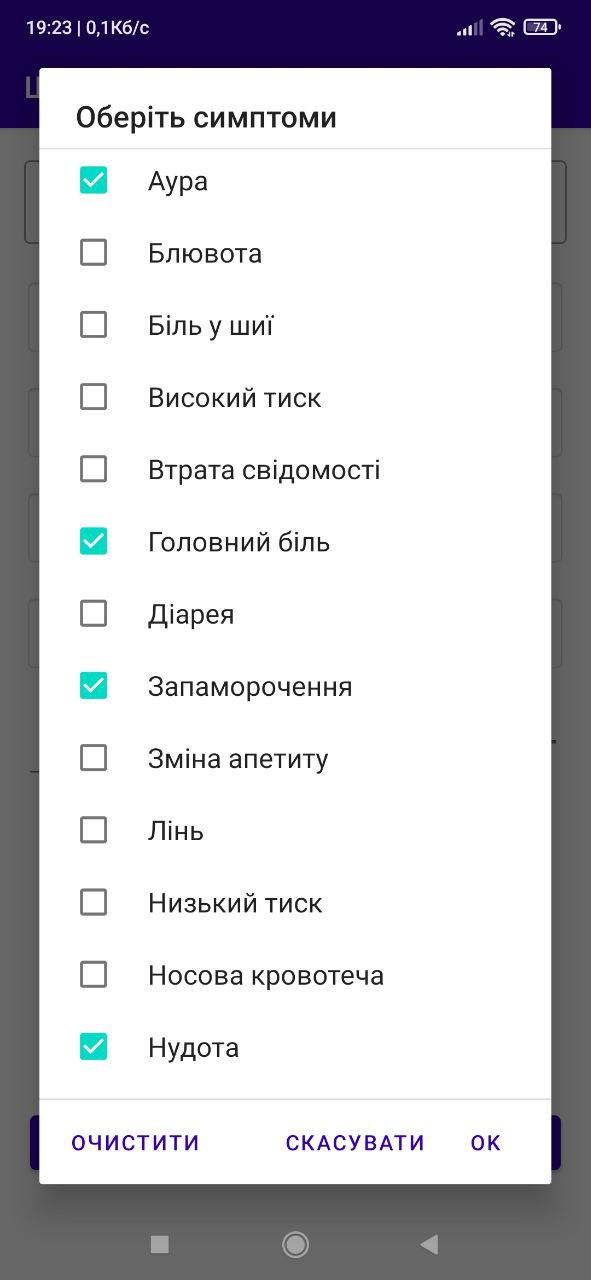 19:23 | 0,1Кб/с
74
Оберіть симптоми
Аура
Блювота
Біль у шиї
Високий тиск
Втрата свідомості
Головний біль
Діарея
Запаморочення
Зміна апетиту
Лінь
Низький тиск
Носова кровотеча
Нудота
ОЧИСТИТИ
СКАСУВАТИ
OK